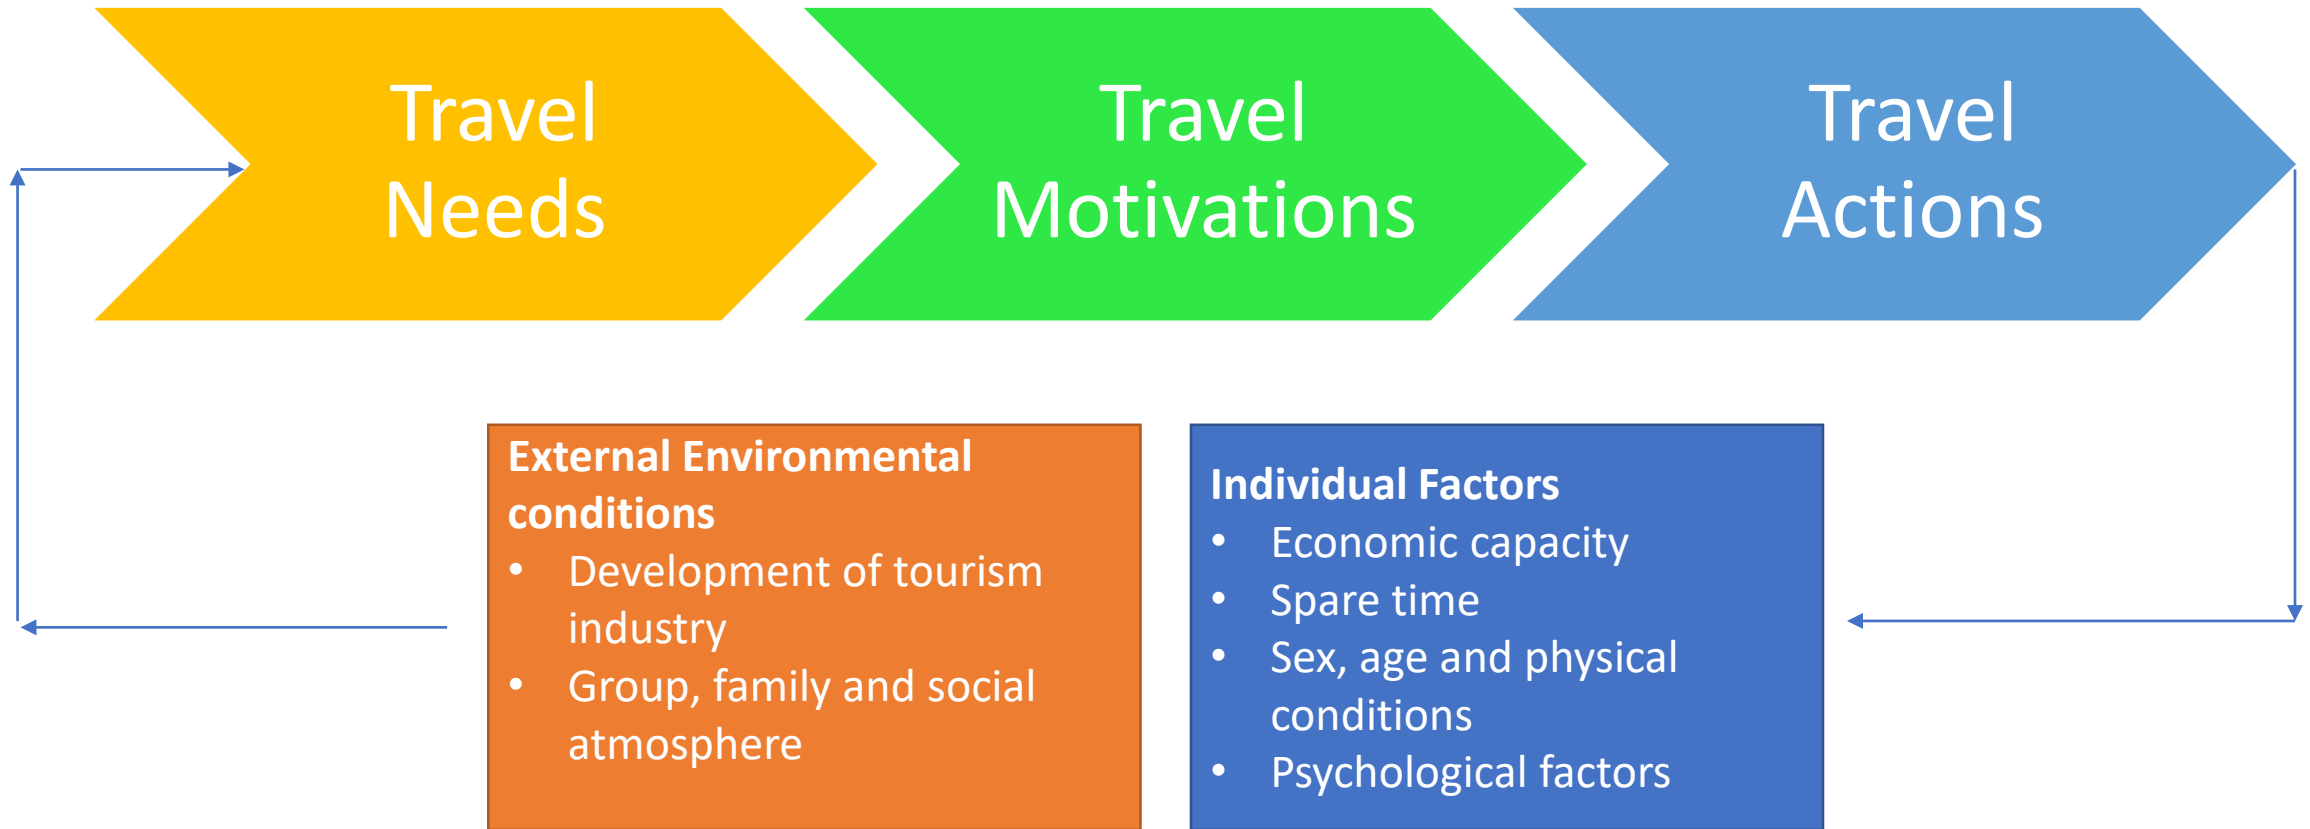 Travel
Needs
Travel
Motivations
Travel
Actions
External Environmental
conditions
• Development of tourism
industry
• Group, family and social
atmosphere
Individual Factors
• Economic capacity
• Spare time
• Sex, age and physical
conditions
• Psychological factors